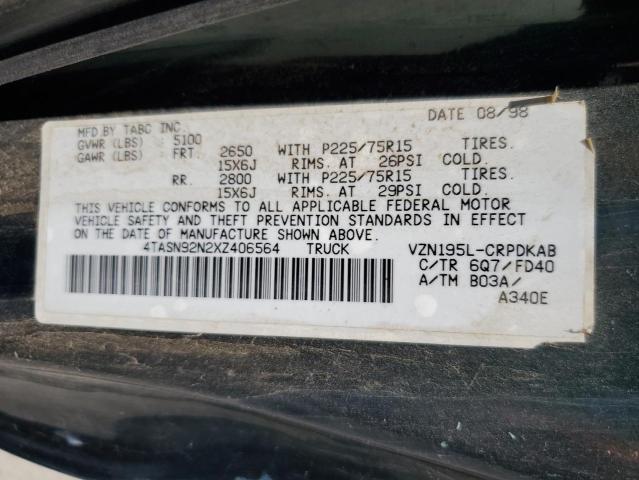 DATE 08/98
MFD.BY TABC INC.
GVWR (LBS) 5100
GAWR (LBS) FRT. 2650 WITH P225/75R15 TIRES.
15X6J RIMS. AT 26PSI COLD.
RR. 2800 WITH P225/75R15 TIRES.
15X6J RIMS. AT 29PSI COLD.
THIS VEHICLE CONFORMS TO ALL APPLICABLE FEDERAL MOTOR
VEHICLE SAFETY AND THEFT PREVENTION STANDARDS IN EFFECT
ON THE DATE OF MANUFACTURE SHOWN ABOVE.
4TASN92N2XZ406564 TRUCK VZN195L-CRPDKAB
C/TR 6Q7/FD40
A/TM B03A/
A340E